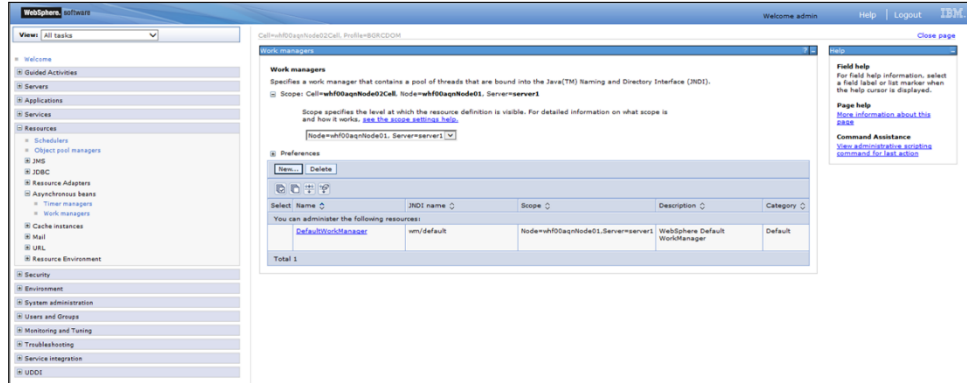 WebSphere. software
Welcome admin
Help | Logout
IBM.
View: All tasks
Cell=whf00aqnNode02Cell, Profile=BORCDOM
Close page
Welcome
Guided Activities
Servers
Applications
Services
Resources
Schedulers
Object pool managers
JMS
JDBC
Resource Adapters
Asynchronous beans
Timer managers
Work managers
Cache instances
Mail
URL
Resource Environment
Security
Environment
System administration
Users and Groups
Monitoring and Tuning
Troubleshooting
Service integration
UDDI
Work managers
Work managers
Specifies a work manager that contains a pool of threads that are bound into the Java(TM) Naming and Directory Interface (JNDI).
Scope: Cell=whf00aqnNode02Cell, Node=whf00aqnNode01, Server=server1
Scope specifies the level at which the resource definition is visible. For detailed information on what scope is
and how it works, see the scope settings help.
Node=whf00aqnNode01, Server=server1
Preferences
New... Delete
Select Name JNDI name Scope Description Category
You can administer the following resources:
DefaultWorkManager wm/default Node=whf00aqnNode01,Server=server1 WebSphere Default Default
WorkManager
Total 1
Help
Field help
For field help information, select
a field label or list marker when
the help cursor is displayed.
Page help
More information about this
page
Command Assistance
View administrative scripting
command for last action